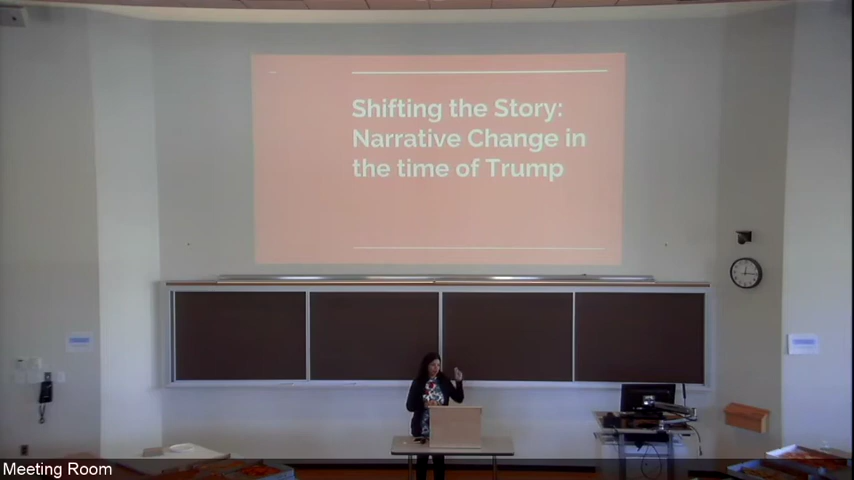 Shifting the Story:
Narrative Change in
the time of Trump
Meeting Room